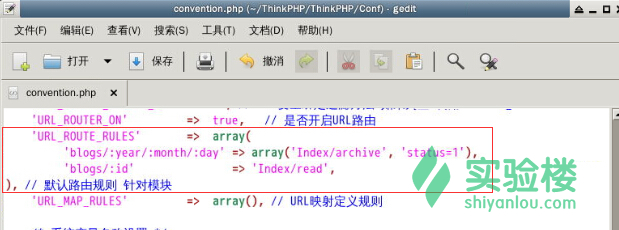 convention.php (~/ThinkPHP/ThinkPHP/Conf) - gedit
文件(F) 编辑(E) 查看(V) 搜索(S) 工具(T) 文档(D) 帮助(H)
打开 保存 撤消
convention.php
'URL_ROUTER_ON' => true, // 是否开启URL路由
'URL_ROUTE_RULES' => array(
'blogs/:year/:month/:day' => array('Index/archive', 'status=1'),
'blogs/:id' => 'Index/read',
), // 默认路由规则 针对模块
'URL_MAP_RULES' => array(), // URL映射定义规则
实验楼
shiyanlou.com